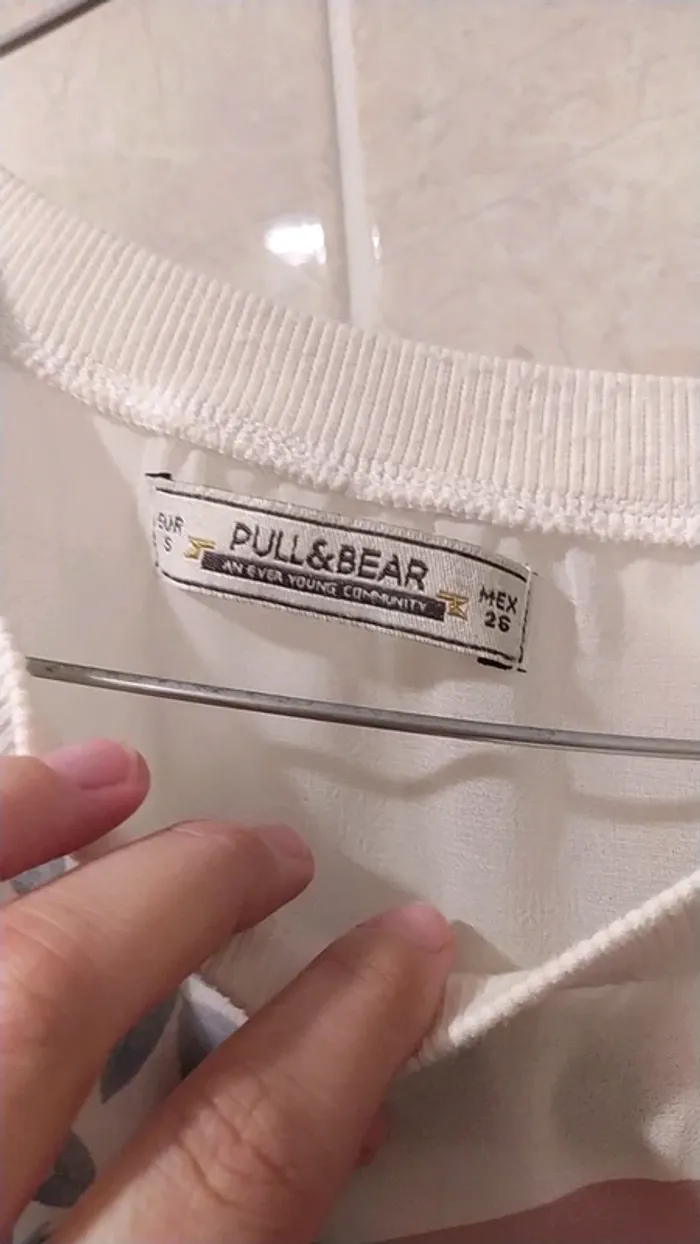 EUR
S
PULL&BEAR
AN EVER YOUNG COMMUNITY
MEX
26